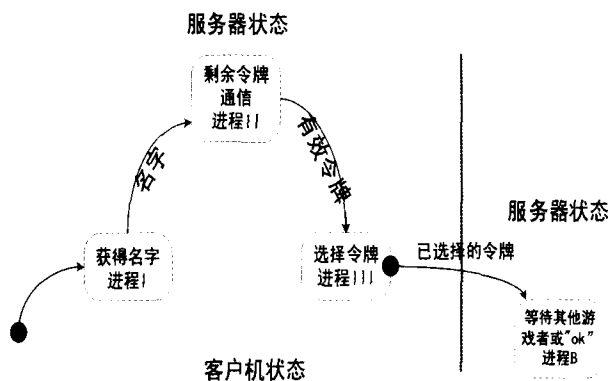 服务器状态
剩余令牌
通信
进程II
名字
有效令牌
获得名字
进程I
选择令牌
进程III
已选择的令牌
服务器状态
等待其他游
戏者或"ok"
进程B
客户机状态